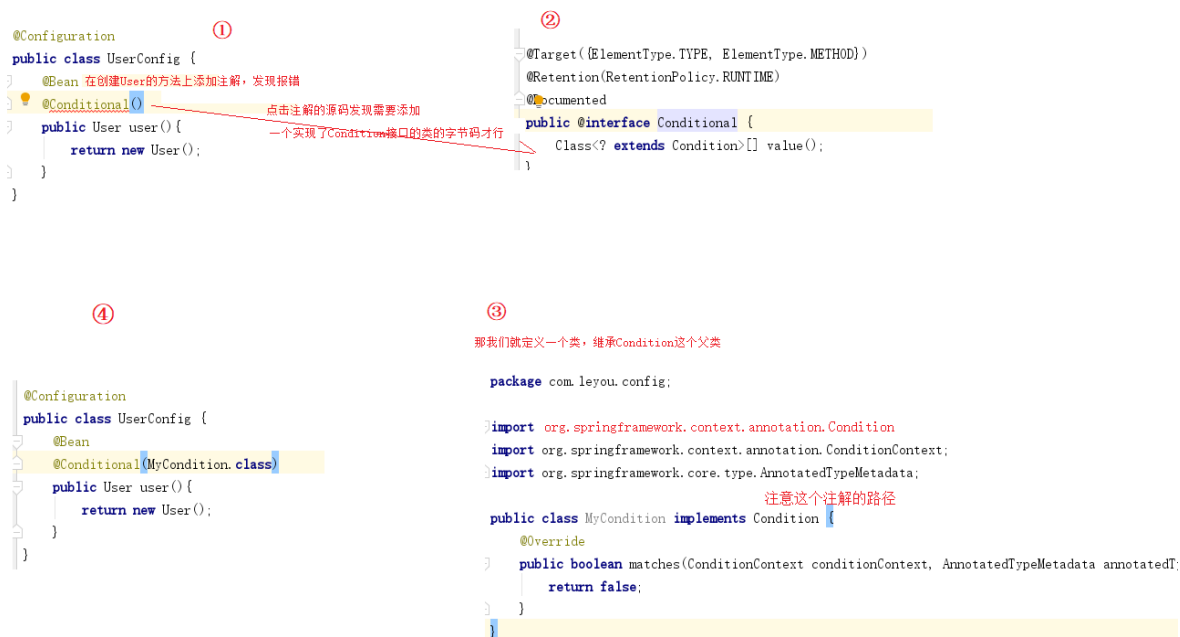 ①
@Configuration
public class UserConfig {
@Bean 在创建User的方法上添加注解，发现报错
@Conditional()
点击注解的源码发现需要添加
一个实现了Condition接口的类的字节码才行
public User user(){
return new User();
}
}
②
@Target({ElementType.TYPE, ElementType.METHOD})
@Retention(RetentionPolicy.RUNTIME)
@Documented
public @interface Conditional {
Class<? extends Condition>[] value();
}
④
@Configuration
public class UserConfig {
@Bean
@Conditional(MyCondition.class)
public User user(){
return new User();
}
}
③
那我们就定义一个类，继承Condition这个父类
package com.leyou.config;
import org.springframework.context.annotation.Condition
import org.springframework.context.annotation.ConditionContext;
import org.springframework.core.type.AnnotatedTypeMetadata;
注意这个注解的路径
public class MyCondition implements Condition {
@Override
public boolean matches(ConditionContext conditionContext, AnnotatedTypeMetadata annotatedTy
return false;
}
}